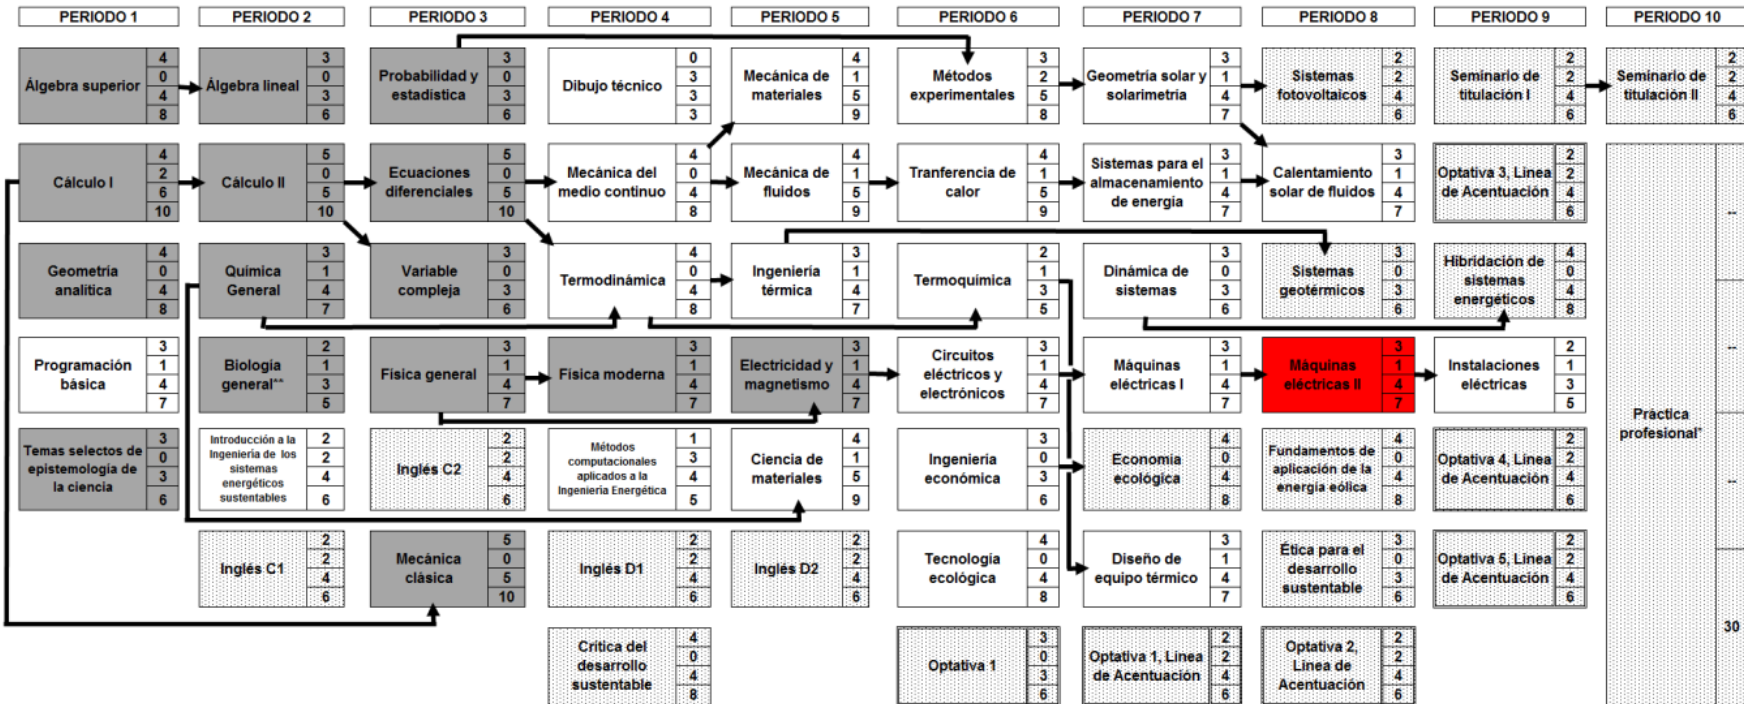 PERIODO 1
PERIODO 2
PERIODO 3
PERIODO 4
PERIODO 5
PERIODO 6
PERIODO 7
PERIODO 8
PERIODO 9
PERIODO 10
Álgebra superior
4
0
4
8
Álgebra lineal
3
0
3
6
Probabilidad y
estadística
3
0
3
6
Dibujo técnico
0
3
3
3
Mecánica de
materiales
4
1
5
9
Métodos
experimentales
3
2
5
8
Geometría solar y
solarimetría
3
1
4
7
Sistemas
fotovoltaicos
2
2
4
6
Seminario de
titulación I
2
2
4
6
Seminario de
titulación II
2
2
4
6
Cálculo I
4
2
6
10
Cálculo II
5
0
5
10
Ecuaciones
diferenciales
5
0
5
10
Mecánica del
medio continuo
4
0
4
8
Mecánica de
fluidos
4
1
5
9
Tranferencia de
calor
4
1
5
9
Sistemas para el
almacenamiento
de energía
3
1
4
7
Calentamiento
solar de fluidos
3
1
4
7
Optativa 3, Línea
de Acentuación
2
2
4
6
Geometría
analítica
4
0
4
8
Química
General
3
1
4
7
Variable
compleja
3
0
3
6
Termodinámica
4
0
4
8
Ingeniería
térmica
3
1
4
7
Termoquímica
2
1
3
5
Dinámica de
sistemas
3
0
3
6
Sistemas
geotérmicos
3
0
3
6
Hibridación de
sistemas
energéticos
4
0
4
8
Programación
básica
3
1
4
7
Biología
general**
2
1
3
5
Física general
3
1
4
7
Física moderna
3
1
4
7
Electricidad y
magnetismo
3
1
4
7
Circuitos
eléctricos y
electrónicos
3
1
4
7
Máquinas
eléctricas I
3
1
4
7
Máquinas
eléctricas II
3
1
4
7
Instalaciones
eléctricas
2
1
3
5
Temas selectos de
epistemología de
la ciencia
3
0
3
6
Introducción a la
Ingeniería de los
sistemas
energéticos
sustentables
2
2
4
6
Inglés C2
2
2
4
6
Métodos
computacionales
aplicados a la
Ingeniería Energética
1
3
4
5
Ciencia de
materiales
4
1
5
9
Ingeniería
económica
3
0
3
6
Economía
ecológica
4
0
4
8
Fundamentos de
aplicación de la
energía eólica
4
0
4
8
Optativa 4, Línea
de Acentuación
2
2
4
6
Inglés C1
2
2
4
6
Mecánica
clásica
5
0
5
10
Inglés D1
2
2
4
6
Inglés D2
2
2
4
6
Tecnología
ecológica
4
0
4
8
Diseño de
equipo térmico
3
1
4
7
Ética para el
desarrollo
sustentable
3
0
3
6
Optativa 5, Línea
de Acentuación
2
2
4
6
Crítica del
desarrollo
sustentable
4
0
4
8
Optativa 1
3
0
3
6
Optativa 1, Línea
de Acentuación
2
2
4
6
Optativa 2,
Línea de
Acentuación
2
2
4
6
Práctica
profesional*
--
--
--
30